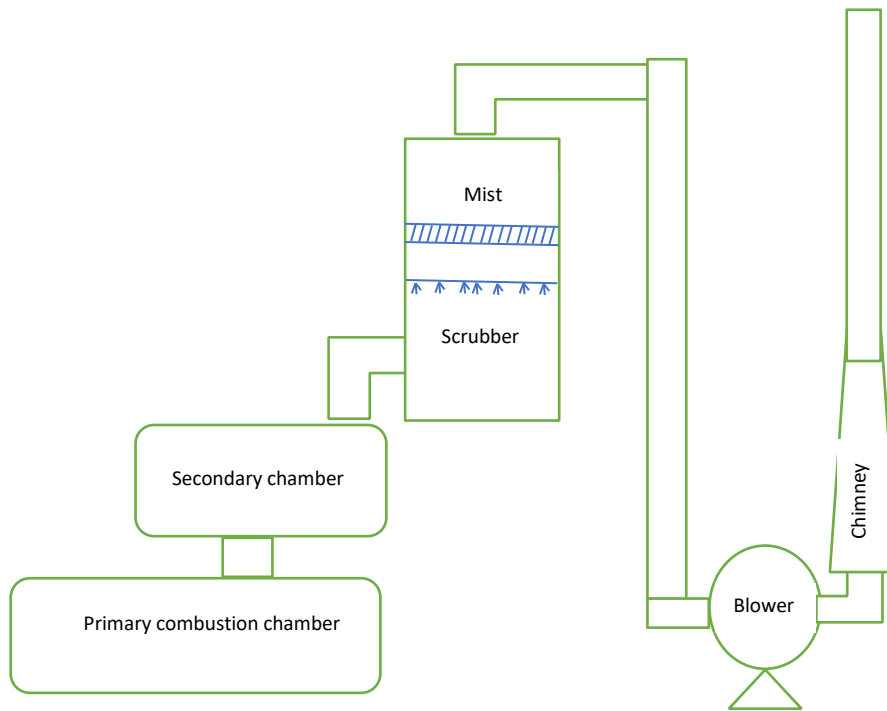 Mist
Scrubber
Secondary chamber
Primary combustion chamber
Blower
Chimney